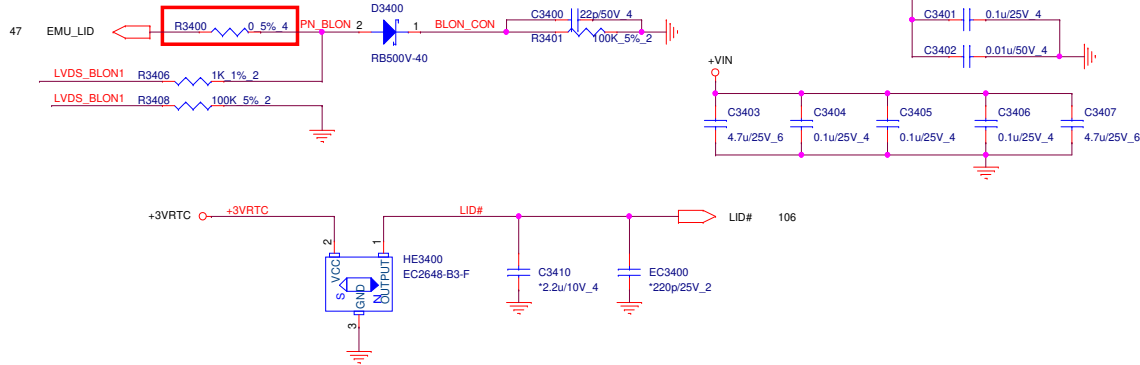 D3400
C3400 22p/50V_4
C3401 0.1u/25V_4
47 EMU_LID R3400 0_5%_4 PN_BLON 2 1 BLON_CON
R3401 100K_5%_2
RB500V-40
C3402 0.01u/50V_4
+VIN
LVDS_BLON1 R3406 1K_1%_2
LVDS_BLON1 R3408 100K_5%_2
C3403 C3404 C3405 C3406 C3407
4.7u/25V_6 0.1u/25V_4 0.1u/25V_4 0.1u/25V_4 4.7u/25V_6
+3VRTC +3VRTC LID# LID# 106
2 1
HE3400
EC2648-B3-F
VCC
OUTPUT
S N
GND
3
C3410
*2.2u/10V_4
EC3400
*220p/25V_2